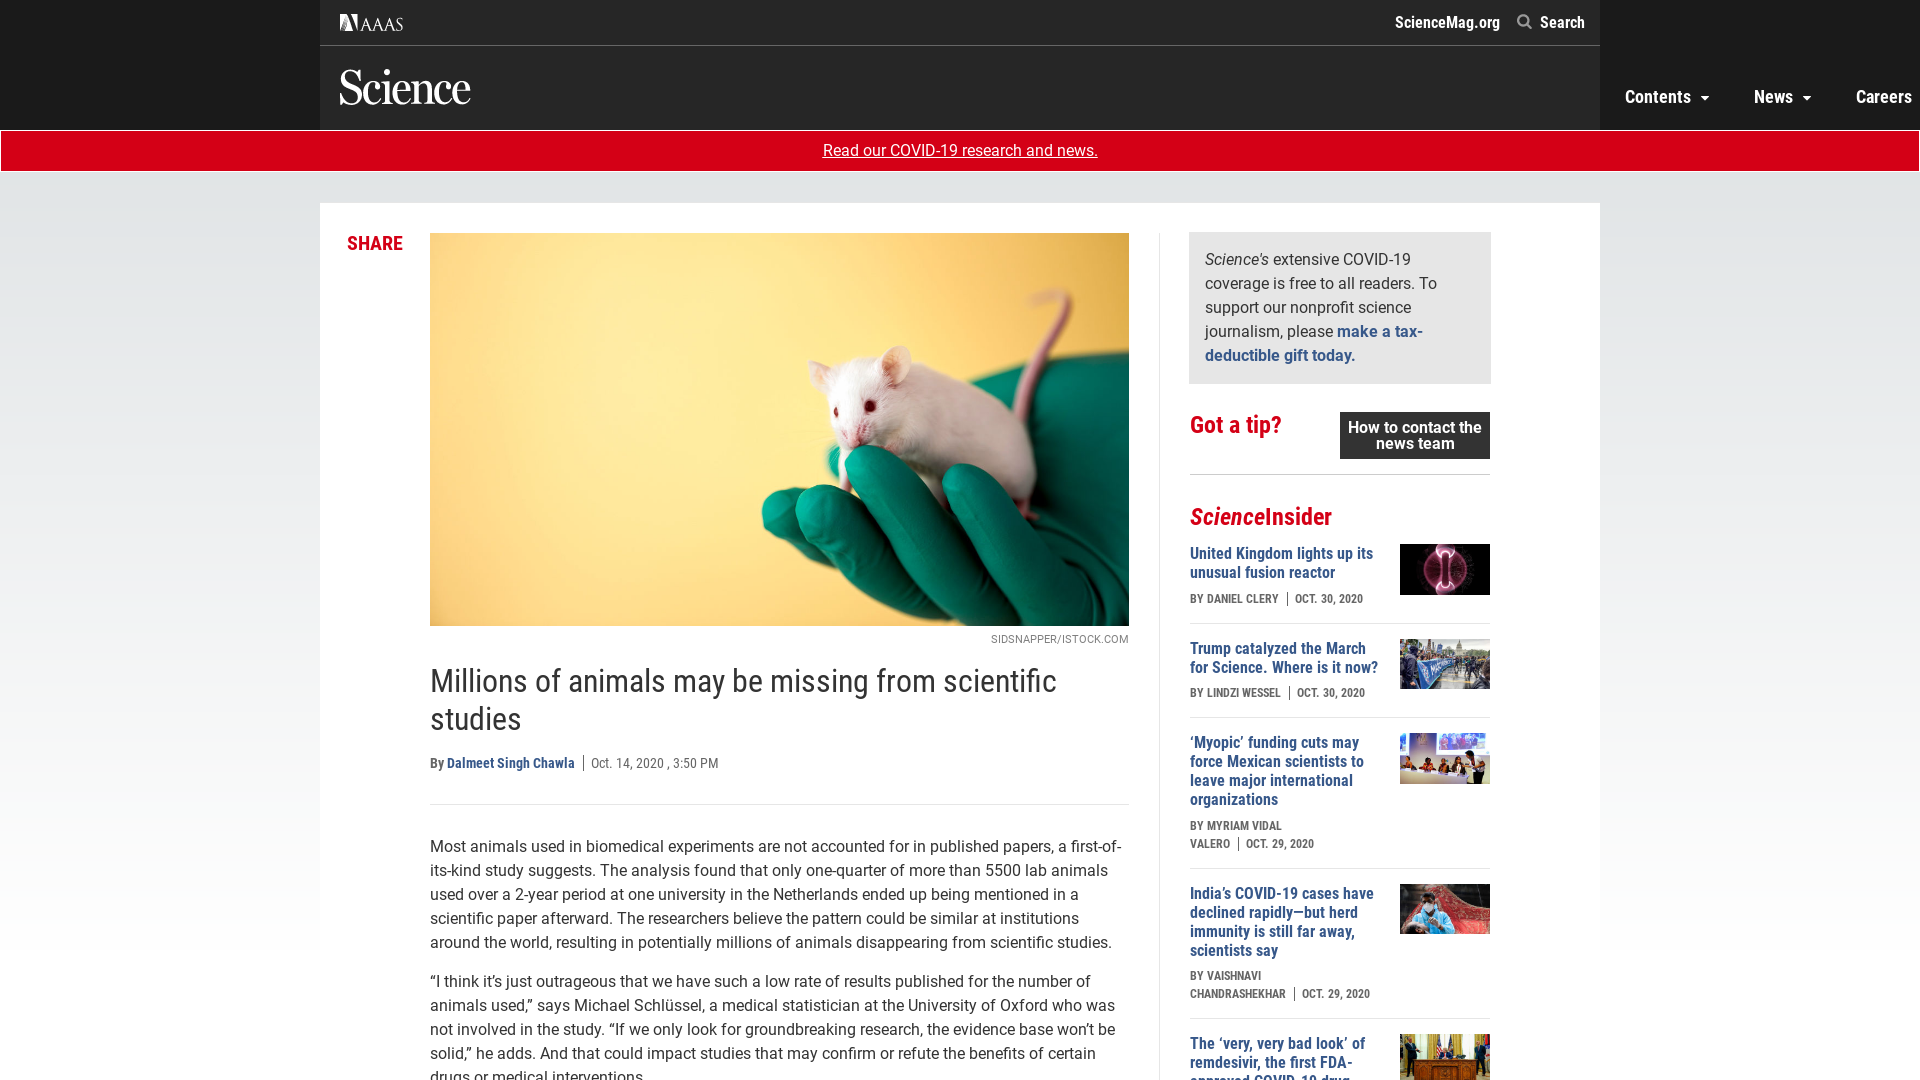 AAAS
ScienceMag.org
Search
Science
Contents
News
Careers
Read our COVID-19 research and news.
SHARE
SIDSNAPPER/ISTOCK.COM
Millions of animals may be missing from scientific
studies
By Dalmeet Singh Chawla Oct. 14, 2020 , 3:50 PM
Most animals used in biomedical experiments are not accounted for in published papers, a first-of-
its-kind study suggests. The analysis found that only one-quarter of more than 5500 lab animals
used over a 2-year period at one university in the Netherlands ended up being mentioned in a
scientific paper afterward. The researchers believe the pattern could be similar at institutions
around the world, resulting in potentially millions of animals disappearing from scientific studies.
“I think it’s just outrageous that we have such a low rate of results published for the number of
animals used,” says Michael Schlüssel, a medical statistician at the University of Oxford who was
not involved in the study. “If we only look for groundbreaking research, the evidence base won’t be
solid,” he adds. And that could impact studies that may confirm or refute the benefits of certain
drugs or medical interventions.
Science's extensive COVID-19
coverage is free to all readers. To
support our nonprofit science
journalism, please make a tax-
deductible gift today.
Got a tip?
How to contact the
news team
ScienceInsider
United Kingdom lights up its
unusual fusion reactor
BY DANIEL CLERY OCT. 30, 2020
Trump catalyzed the March
for Science. Where is it now?
BY LINDZI WESSEL OCT. 30, 2020
‘Myopic’ funding cuts may
force Mexican scientists to
leave major international
organizations
BY MYRIAM VIDAL
VALERO OCT. 29, 2020
India’s COVID-19 cases have
declined rapidly—but herd
immunity is still far away,
scientists say
BY VAISHNAVI
CHANDRASHEKHAR OCT. 29, 2020
The ‘very, very bad look’ of
remdesivir, the first FDA-
approved COVID-19 drug